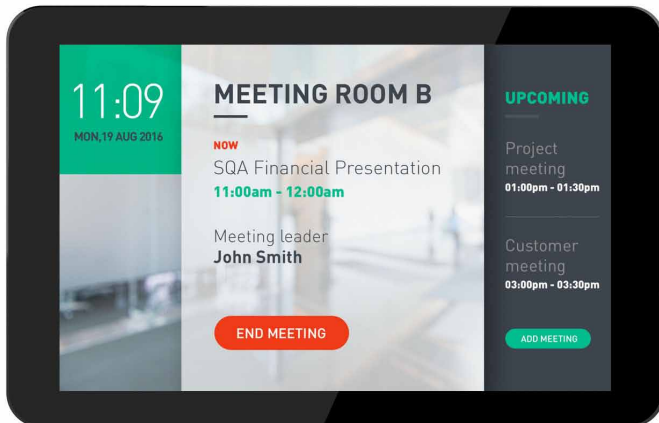 11:09
MON,19 AUG 2016
MEETING ROOM B
NOW
SQA Financial Presentation
11:00am - 12:00am
Meeting leader
John Smith
END MEETING
UPCOMING
Project
meeting
01:00pm - 01:30pm
Customer
meeting
03:00pm - 03:30pm
ADD MEETING